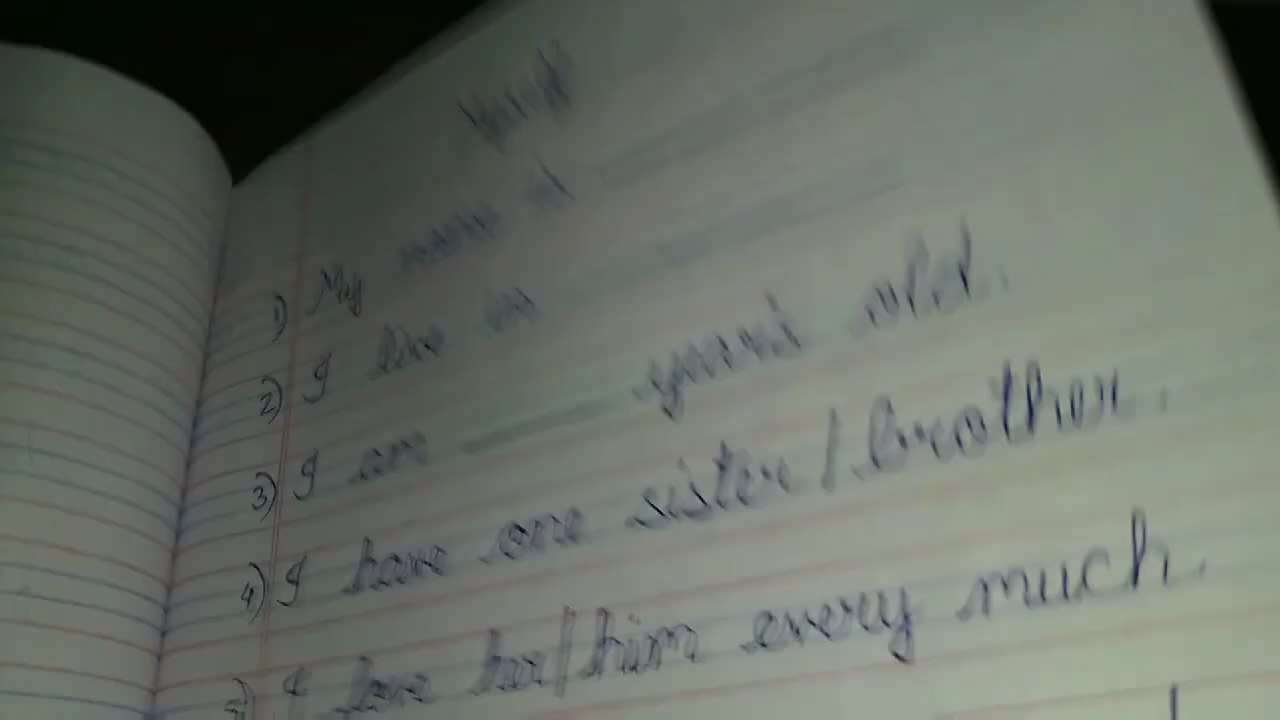 1) My name is
2) I live in
3) I am ______ years old.
4) I have one sister/brother.
5) I love her/him every much.